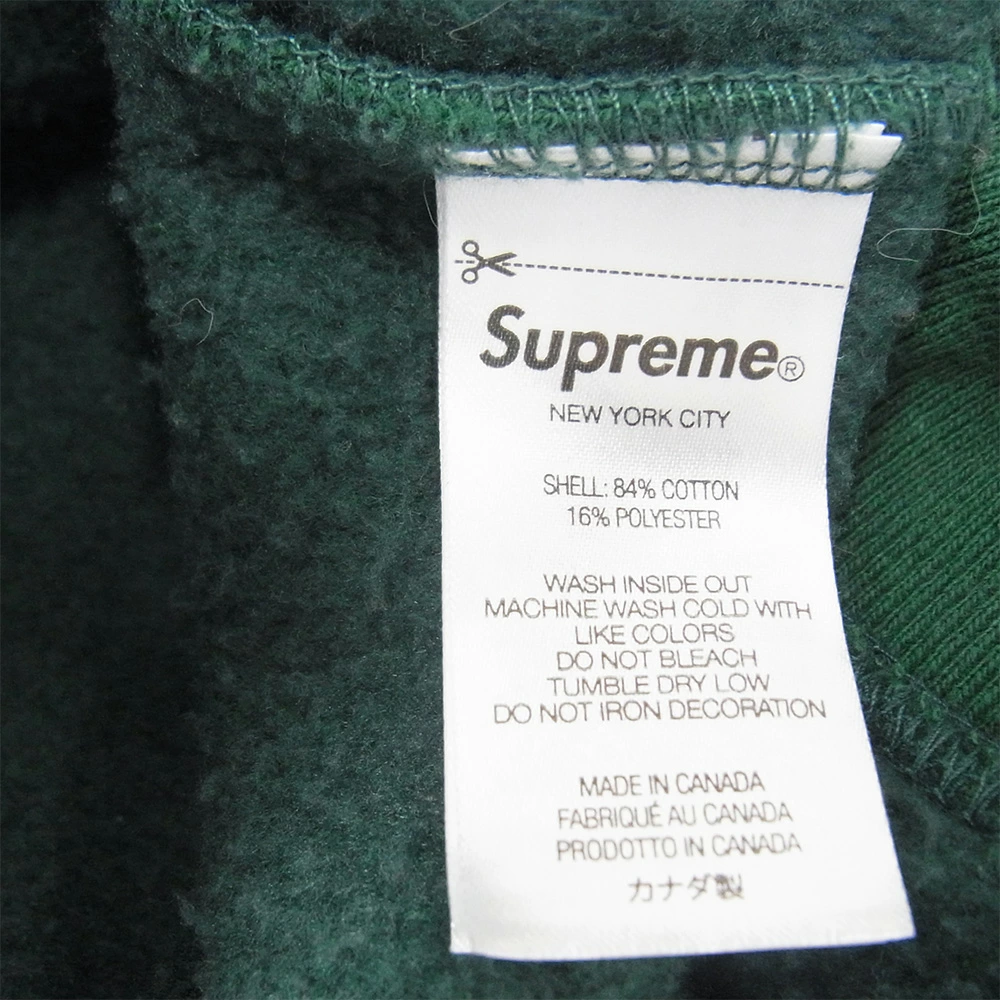 Supreme®
NEW YORK CITY
SHELL: 84% COTTON
16% POLYESTER
WASH INSIDE OUT
MACHINE WASH COLD WITH
LIKE COLORS
DO NOT BLEACH
TUMBLE DRY LOW
DO NOT IRON DECORATION
MADE IN CANADA
FABRIQUÉ AU CANADA
PRODOTTO IN CANADA
カナダ製